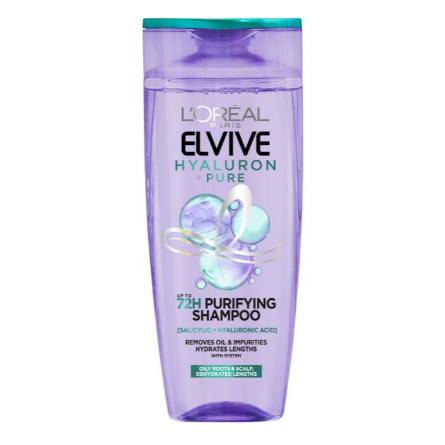 L'ORÉAL
PARIS
ELVIVE
HYALURON
+ PURE
UP TO
72H PURIFYING
SHAMPOO
[SALICYLIC + HYALURONIC ACID]
REMOVES OIL & IMPURITIES
HYDRATES LENGTHS
WITH SYSTEM
OILY ROOTS & SCALP,
DEHYDRATED LENGTHS